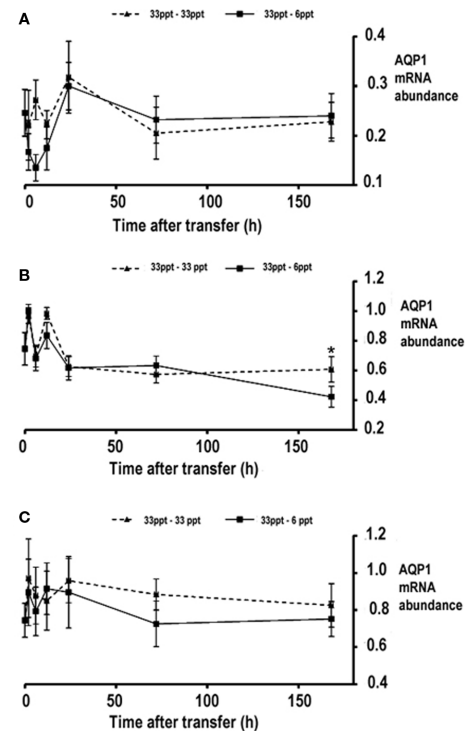 A
33ppt - 33ppt 33ppt - 6ppt
0.4
AQP1
mRNA
abundance
0.3
0.2
0.1
0 50 100 150
Time after transfer (h)
B
33ppt - 33 ppt 33ppt - 6ppt
1.2
AQP1
mRNA
abundance
1.0
0.8
*
0.6
0.4
0.2
0 50 100 150
Time after transfer (h)
C
33ppt - 33 ppt 33ppt - 6 ppt
1.2
AQP1
mRNA
abundance
1.0
0.8
0.6
0.4
0 50 100 150
Time after transfer (h)